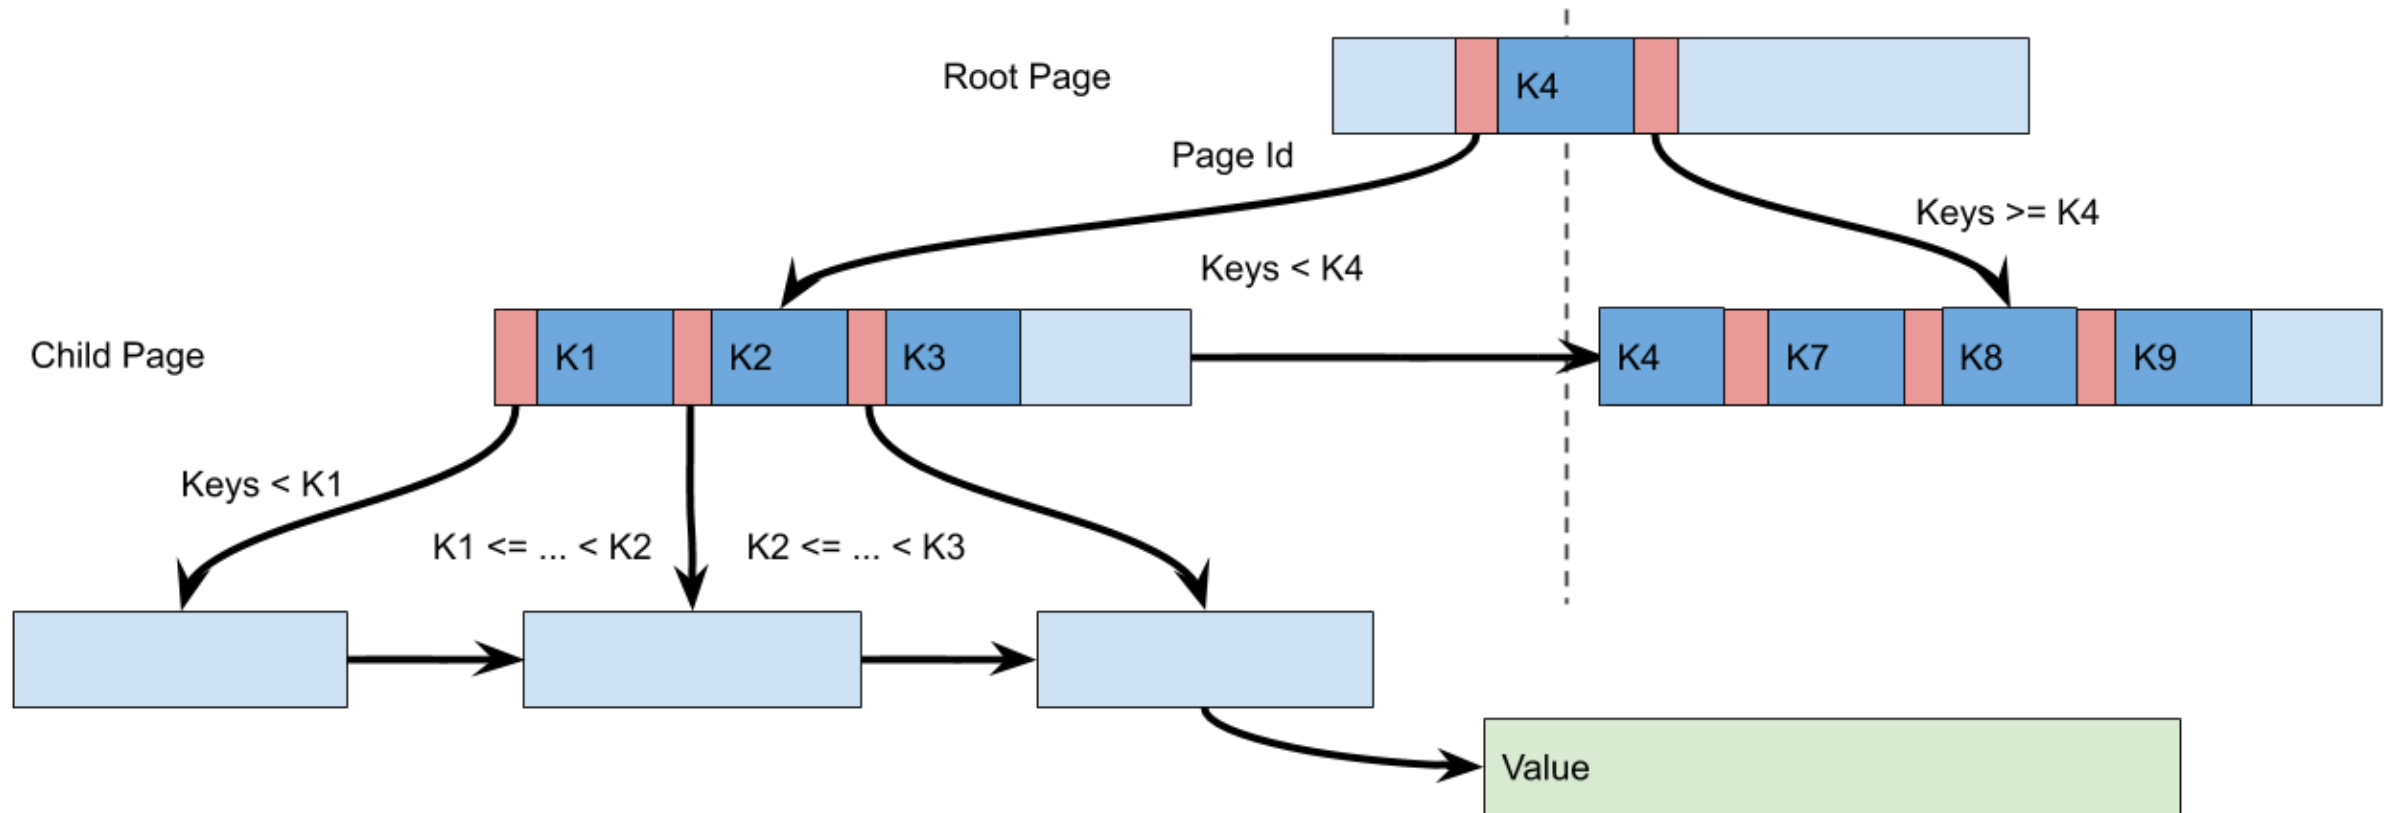 Root Page
K4
Page Id
Keys >= K4
Keys < K4
Child Page
K1
K2
K3
K4
K7
K8
K9
Keys < K1
K1 <= ... < K2
K2 <= ... < K3
Value